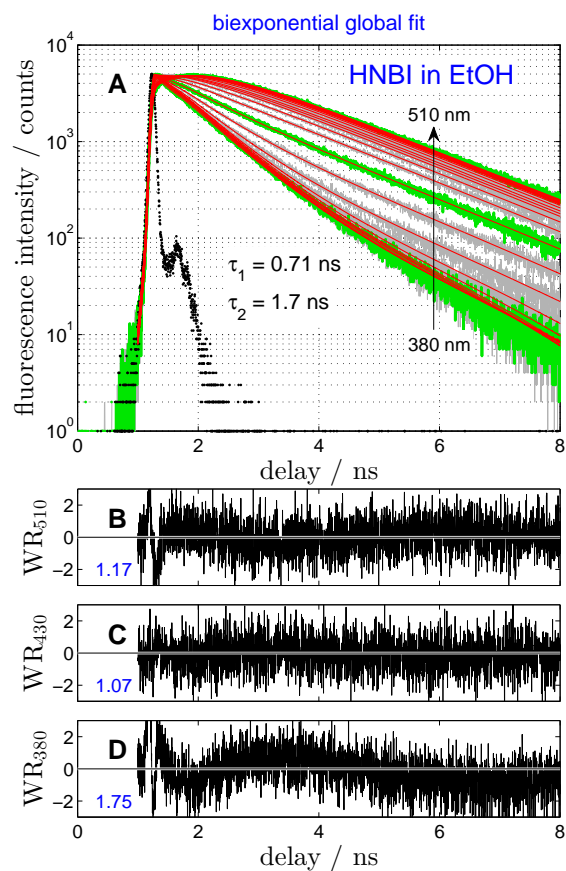 biexponential global fit
A
HNBI in EtOH
510 nm
380 nm
τ1 = 0.71 ns
τ2 = 1.7 ns
fluorescence intensity / counts
10^4
10^3
10^2
10^1
10^0
0 2 4 6 8
delay / ns
B
WR510
2
0
−2
1.17
C
WR430
2
0
−2
1.07
D
WR380
2
0
−2
1.75
0 2 4 6 8
delay / ns